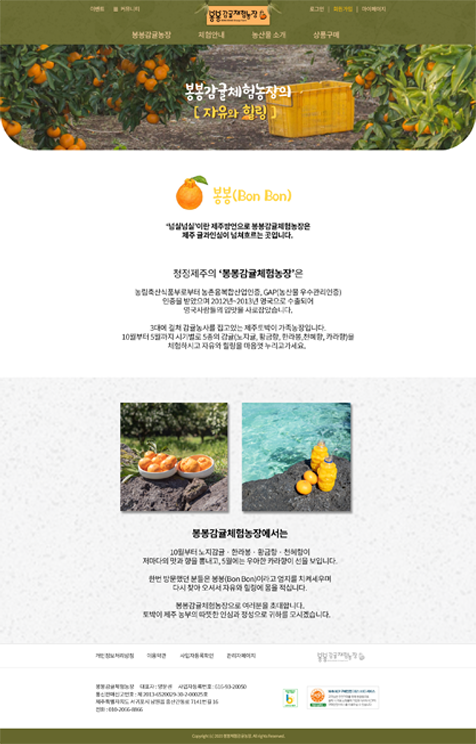 이벤트 커뮤니티
봉봉감귤체험농장
로그인 | 회원가입 | 마이페이지
봉봉감귤농장 체험안내 농산물 소개 상품구매
봉봉감귤체험농장의
[ 자유와 힐링 ]
봉봉(Bon Bon)
'넘실넘실'이란 제주방언으로 봉봉감귤체험농장은
제주 귤과인심이 넘쳐흐르는 곳입니다.
청정제주의 '봉봉감귤체험농장'은
농림축산식품부로부터 농촌융복합산업인증, GAP(농산물 우수관리인증)
인증을 받았으며 2012년~2013년 영국으로 수출되어
영국사람들의 입맛을 사로잡았습니다.
3대에 걸쳐 감귤농사를 짓고있는 제주토박이 가족농장입니다.
10월부터 5월까지 시기별로 5종의 감귤(노지귤, 황금향, 한라봉,천혜향, 카라향)을
체험하시고 자유와 힐링을 마음껏 누리고가세요.
봉봉감귤체험농장에서는
10월부터 노지감귤 · 한라봉 · 황금향 · 천혜향이
저마다의 맛과 향을 뽐내고, 5월에는 우아한 카라향이 선을 보입니다.
한번 방문했던 분들은 봉봉(Bon Bon)이라고 엄지를 치켜세우며
다시 찾아 오셔서 자유와 힐링에 몸을 적십니다.
봉봉감귤체험농장으로 여러분을 초대합니다.
토박이 제주 농부의 따뜻한 인심과 정성으로 귀하를 모시겠습니다.
개인정보처리방침 이용약관 사업자등록확인 관리자페이지
봉봉감귤체험농장
봉봉감귤체험농장 대표자 : 사업자등록번호 : 616-93-20050
통신판매신고번호 : 제 2013-6520029-30-2-00025호
제주특별자치도 서귀포시 남원읍
전화 : 010-2066-8866
Copyright (c) 2020 봉봉체험감귤농장. All rights Reserved.